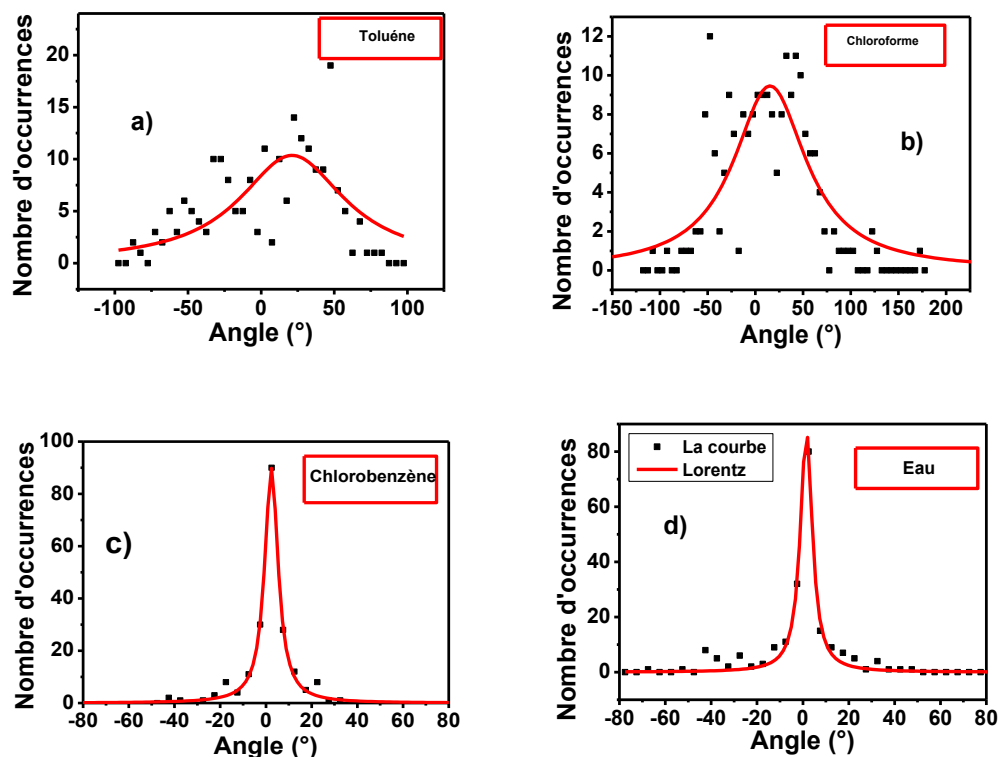 Toluéne
a)
Nombre d'occurrences
20
15
10
5
0
-100 -50 0 50 100
Angle (°)
Chloroforme
b)
Nombre d'occurrences
12
10
8
6
4
2
0
-150 -100 -50 0 50 100 150 200
Angle (°)
Chlorobenzène
c)
Nombre d'occurrences
100
80
60
40
20
0
-80 -60 -40 -20 0 20 40 60 80
Angle (°)
La courbe
Lorentz
Eau
d)
Nombre d'occurrences
80
60
40
20
0
-80 -60 -40 -20 0 20 40 60 80
Angle (°)